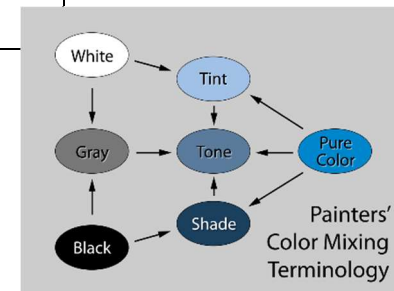 White
Tint
Gray
Tone
Pure
Color
Shade
Black
Painters'
Color Mixing
Terminology